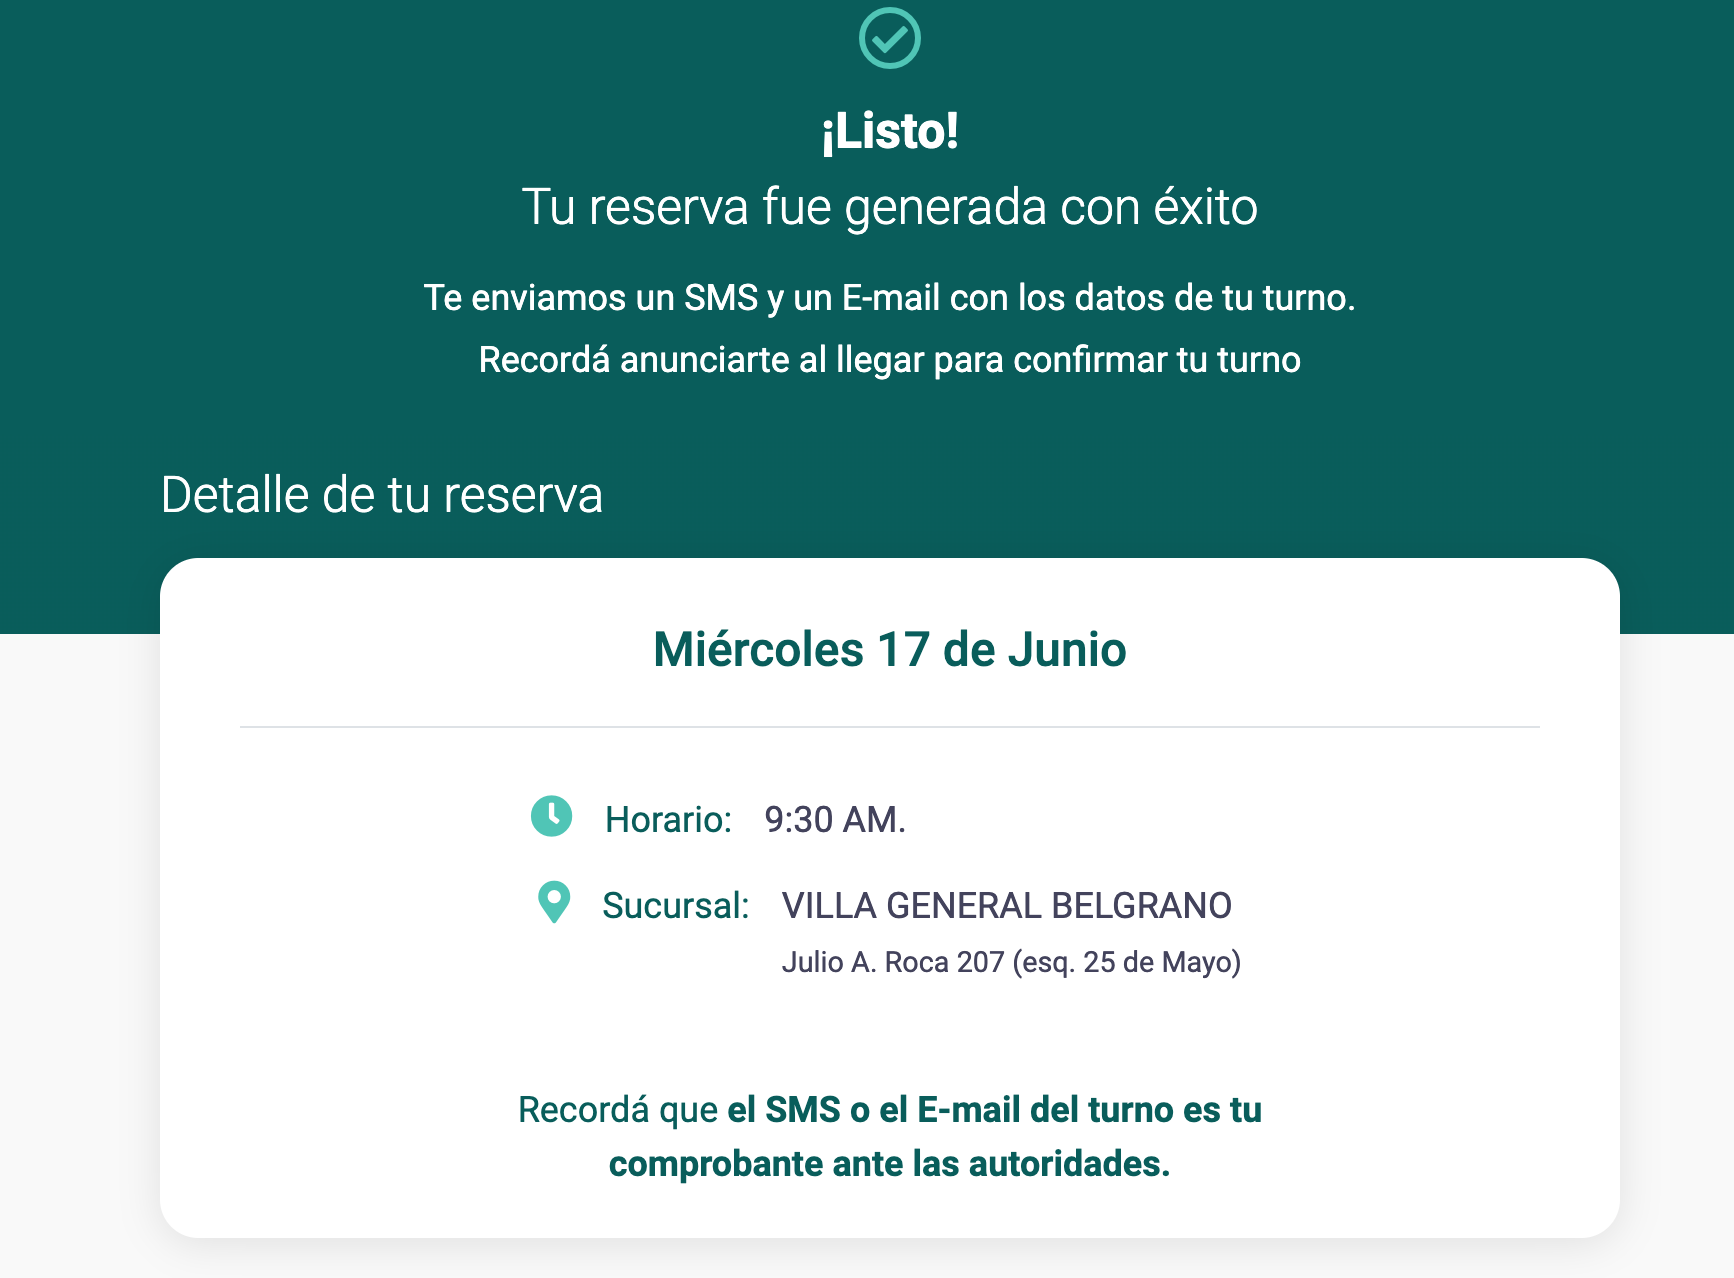 ¡Listo!
Tu reserva fue generada con éxito
Te enviamos un SMS y un E-mail con los datos de tu turno.
Recordá anunciarte al llegar para confirmar tu turno
Detalle de tu reserva
Miércoles 17 de Junio
Horario: 9:30 AM.
Sucursal: VILLA GENERAL BELGRANO
Julio A. Roca 207 (esq. 25 de Mayo)
Recordá que el SMS o el E-mail del turno es tu
comprobante ante las autoridades.